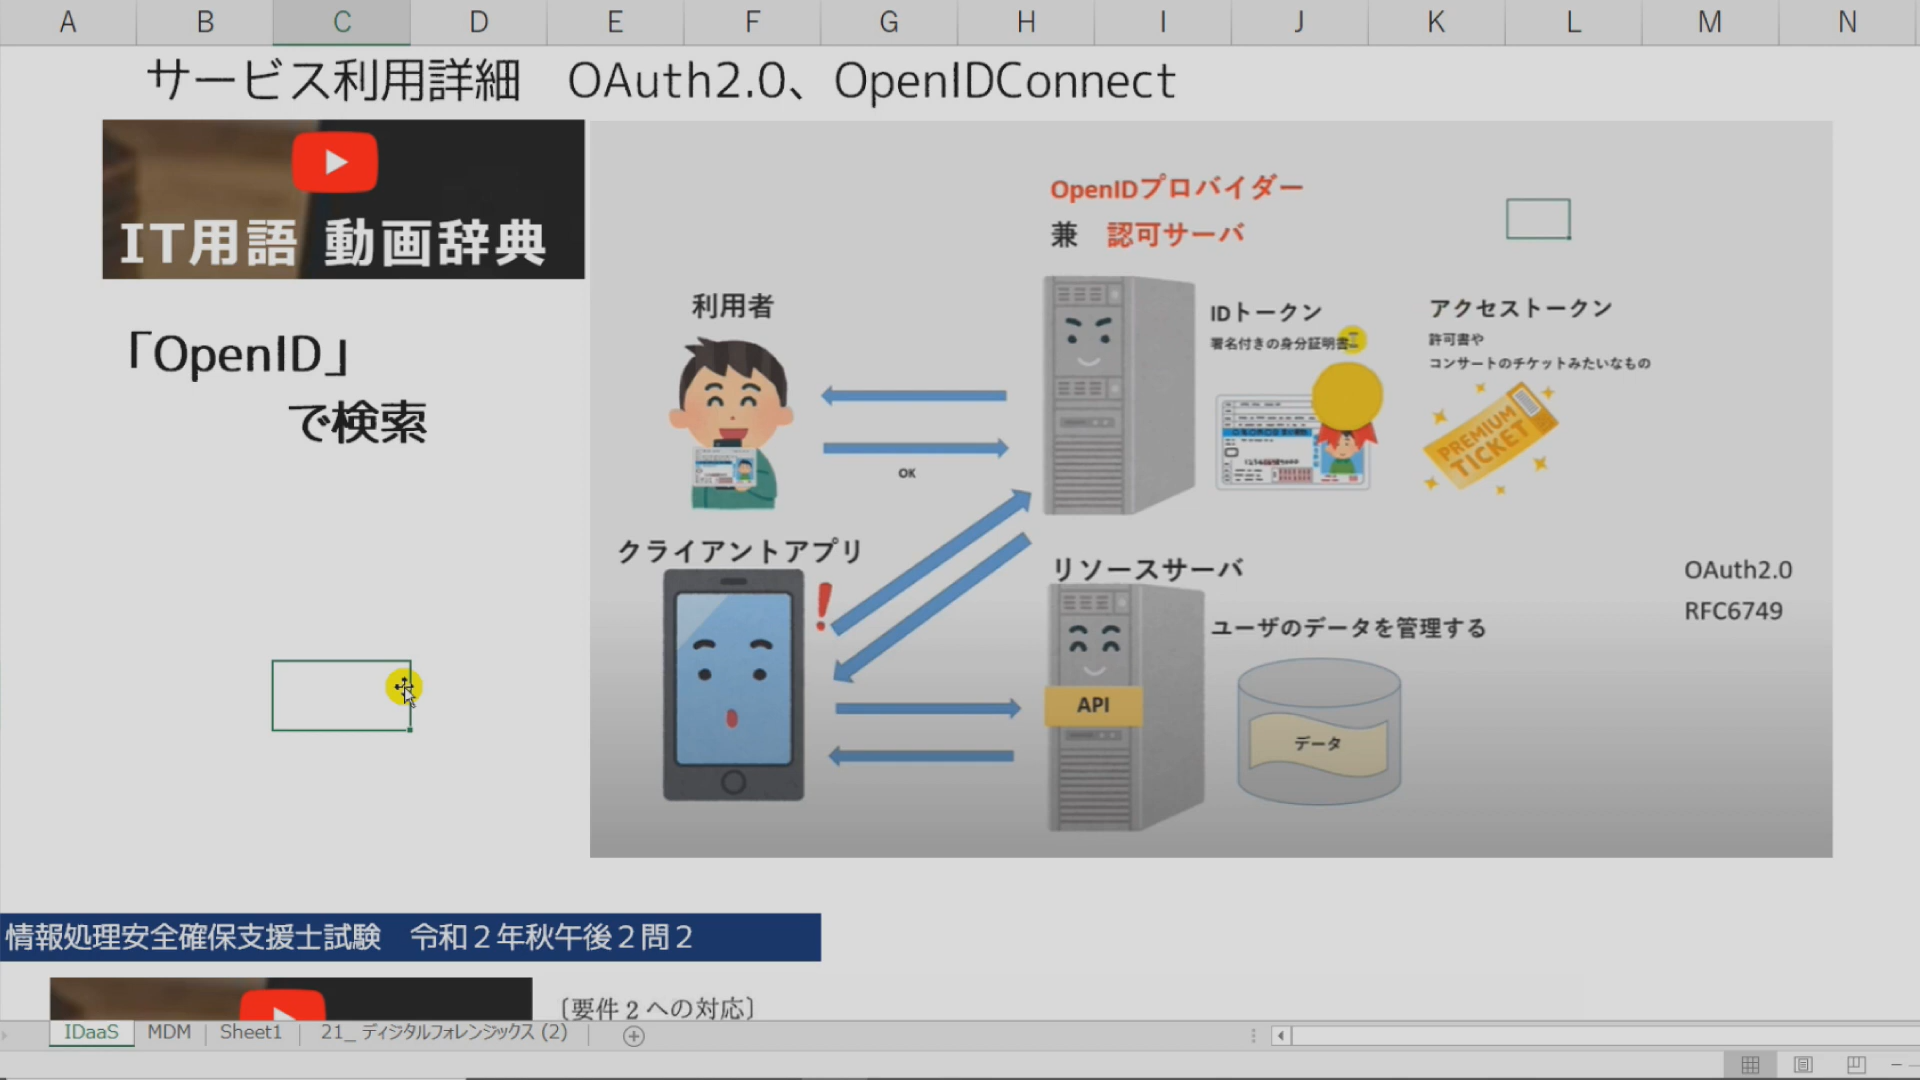 A B C D E F G H I J K L M N
サービス利用詳細　OAuth2.0、OpenIDConnect
IT用語 動画辞典
「OpenID」
で検索
OpenIDプロバイダー
兼　認可サーバ
利用者
IDトークン
署名付きの身分証明書
アクセストークン
許可書や
コンサートのチケットみたいなもの
PREMIUM
TICKET
OK
クライアントアプリ
!
リソースサーバ
ユーザのデータを管理する
API
データ
OAuth2.0
RFC6749
情報処理安全確保支援士試験　令和２年秋午後２問２
〔要件 2 への対応〕
IDaaS MDM Sheet1 21_ ディジタルフォレンジックス (2)